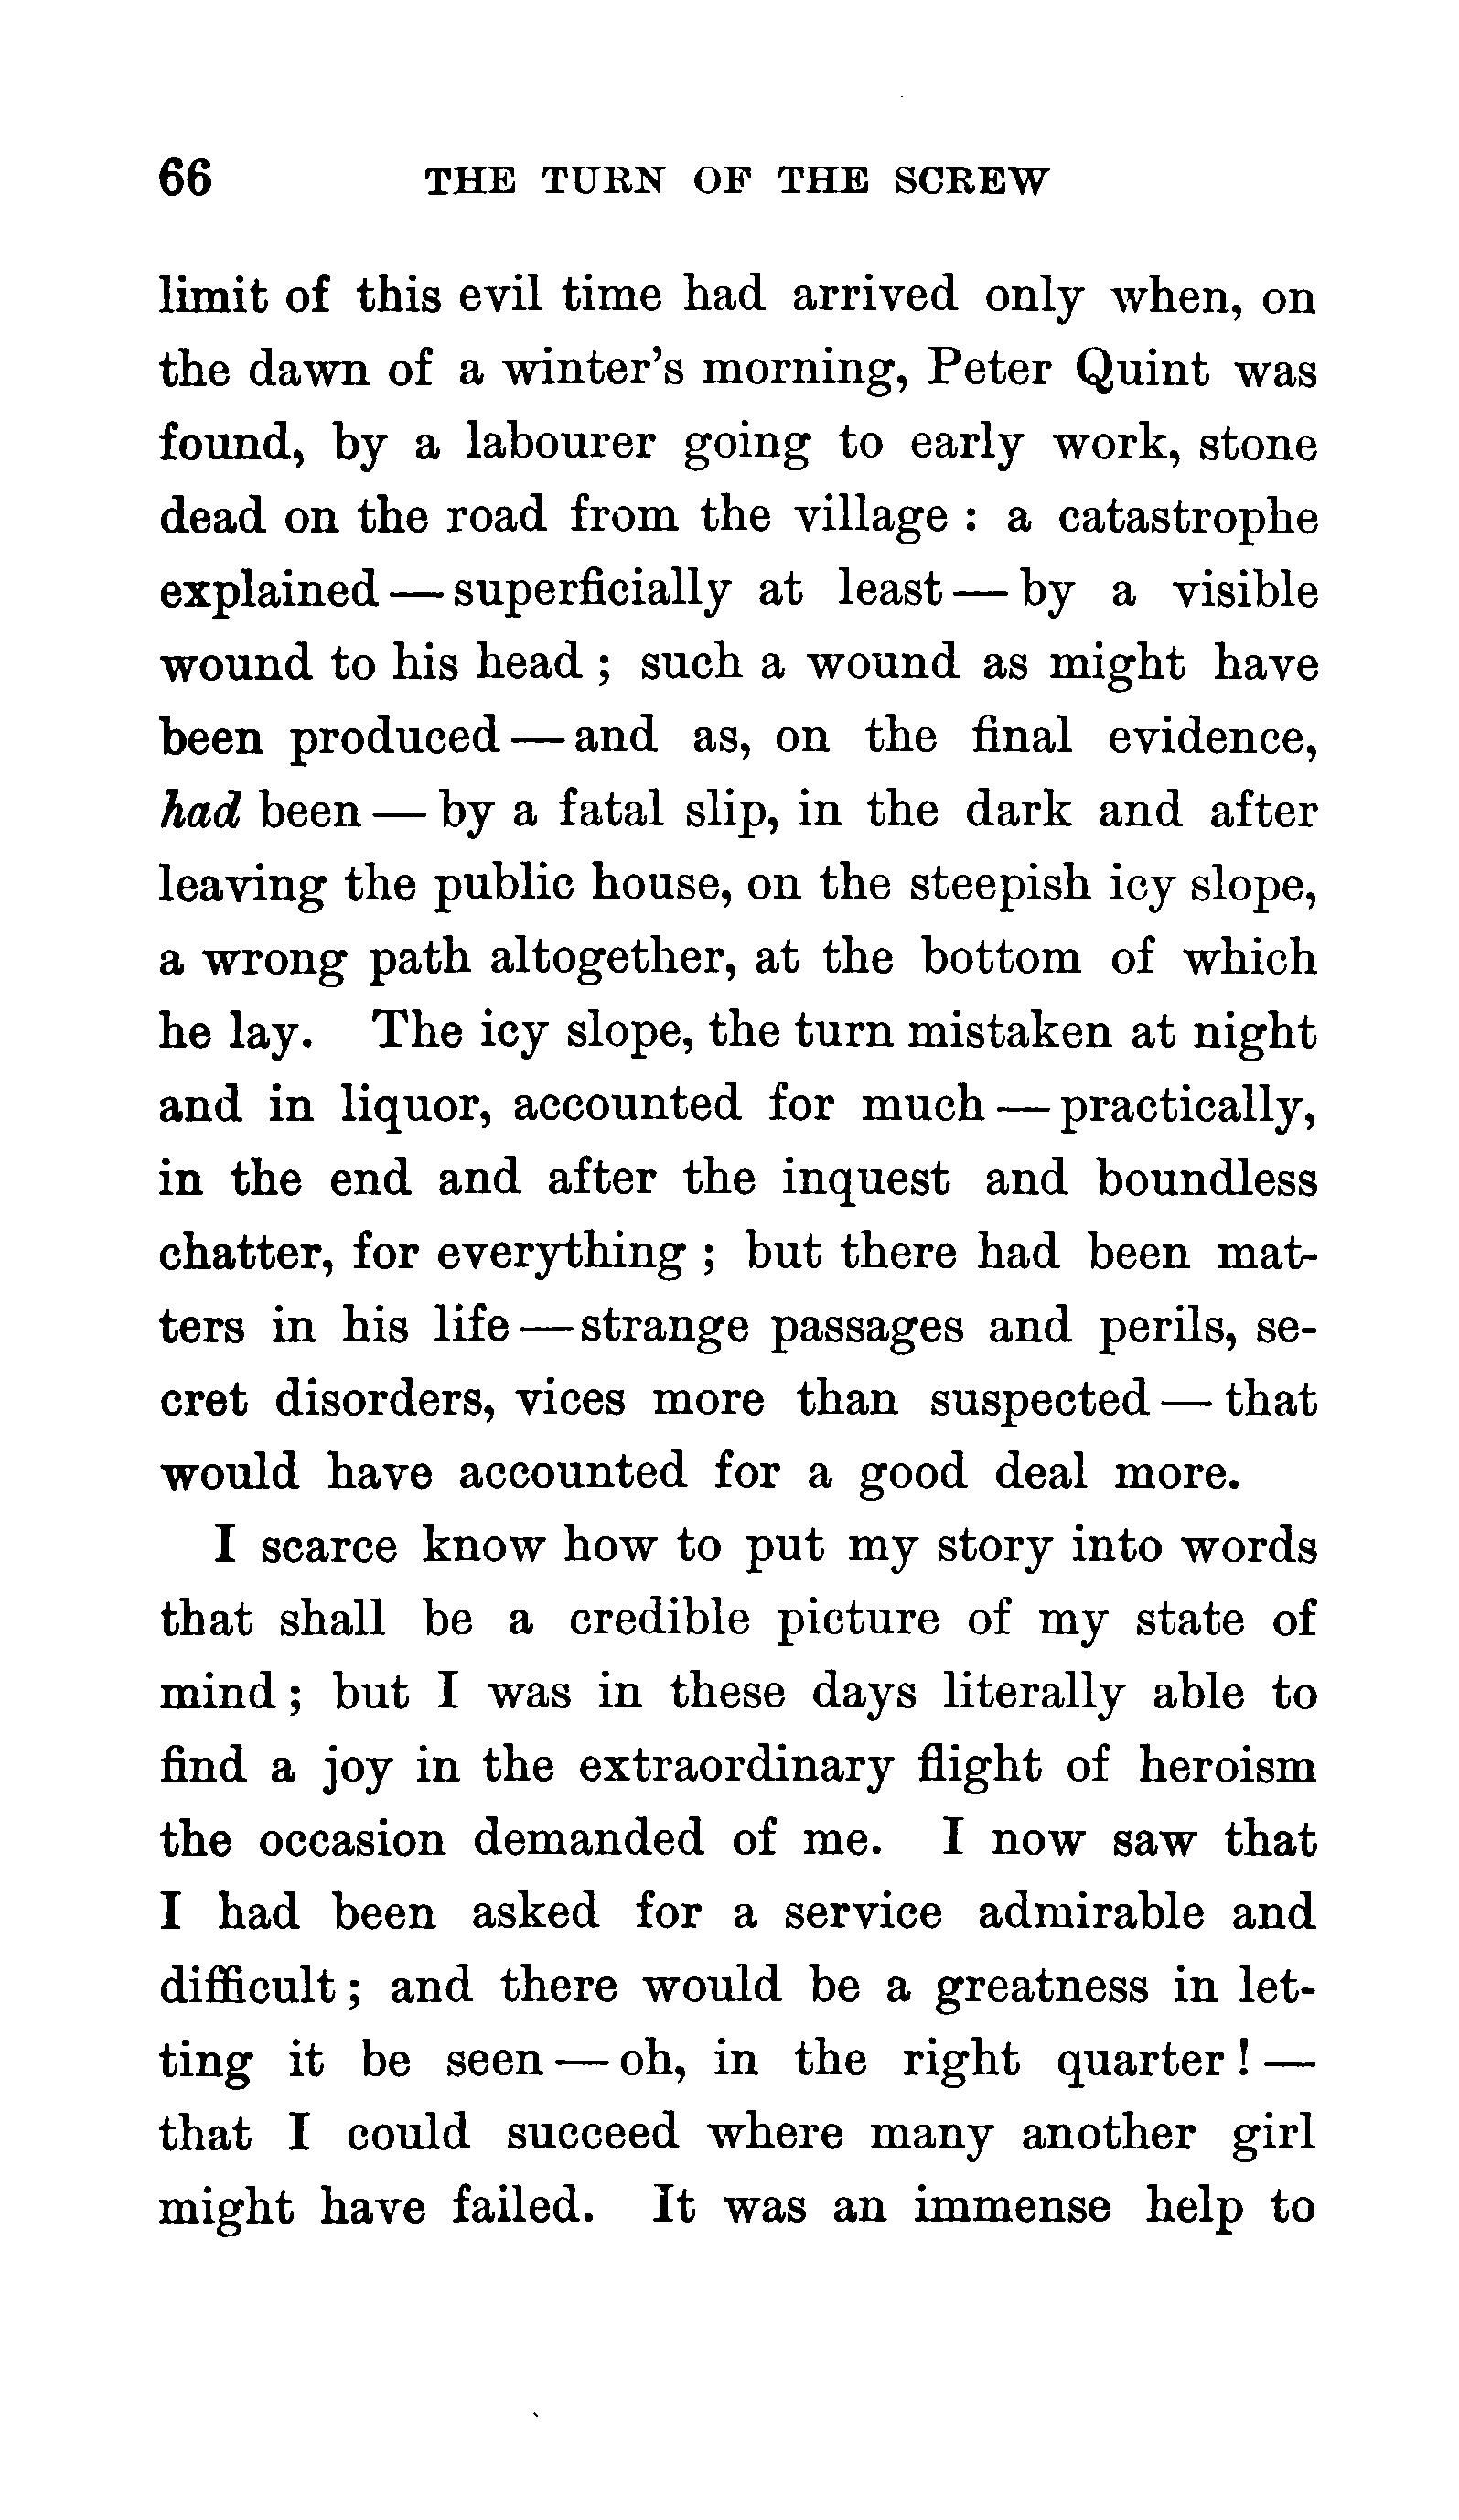 66 THE TURN OF THE SCREW
limit of this evil time had arrived only when, on
the dawn of a winter's morning, Peter Quint was
found, by a labourer going to early work, stone
dead on the road from the village : a catastrophe
explained — superficially at least — by a visible
wound to his head ; such a wound as might have
been produced — and as, on the final evidence,
had been — by a fatal slip, in the dark and after
leaving the public house, on the steepish icy slope,
a wrong path altogether, at the bottom of which
he lay. The icy slope, the turn mistaken at night
and in liquor, accounted for much — practically,
in the end and after the inquest and boundless
chatter, for everything ; but there had been mat-
ters in his life — strange passages and perils, se-
cret disorders, vices more than suspected — that
would have accounted for a good deal more.
I scarce know how to put my story into words
that shall be a credible picture of my state of
mind ; but I was in these days literally able to
find a joy in the extraordinary flight of heroism
the occasion demanded of me. I now saw that
I had been asked for a service admirable and
difficult ; and there would be a greatness in let-
ting it be seen — oh, in the right quarter ! —
that I could succeed where many another girl
might have failed. It was an immense help to